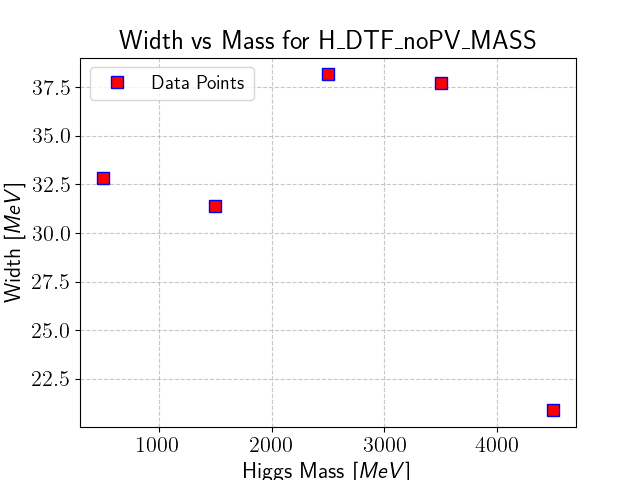 Width vs Mass for H_DTF_noPV_MASS
Data Points
37.5
35.0
32.5
30.0
27.5
25.0
22.5
Width [MeV]
1000 2000 3000 4000
Higgs Mass [MeV]